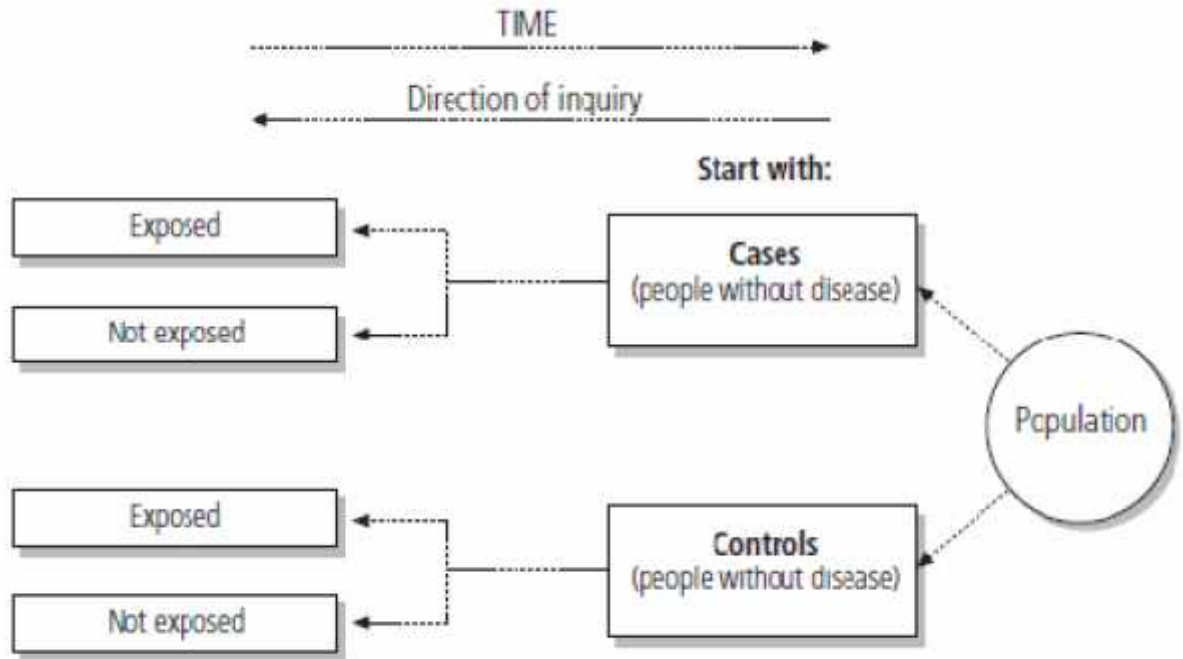 TIME
Direction of inquiry
Start with:
Exposed
Cases
(people without disease)
Not exposed
Population
Exposed
Controls
(people without disease)
Not exposed